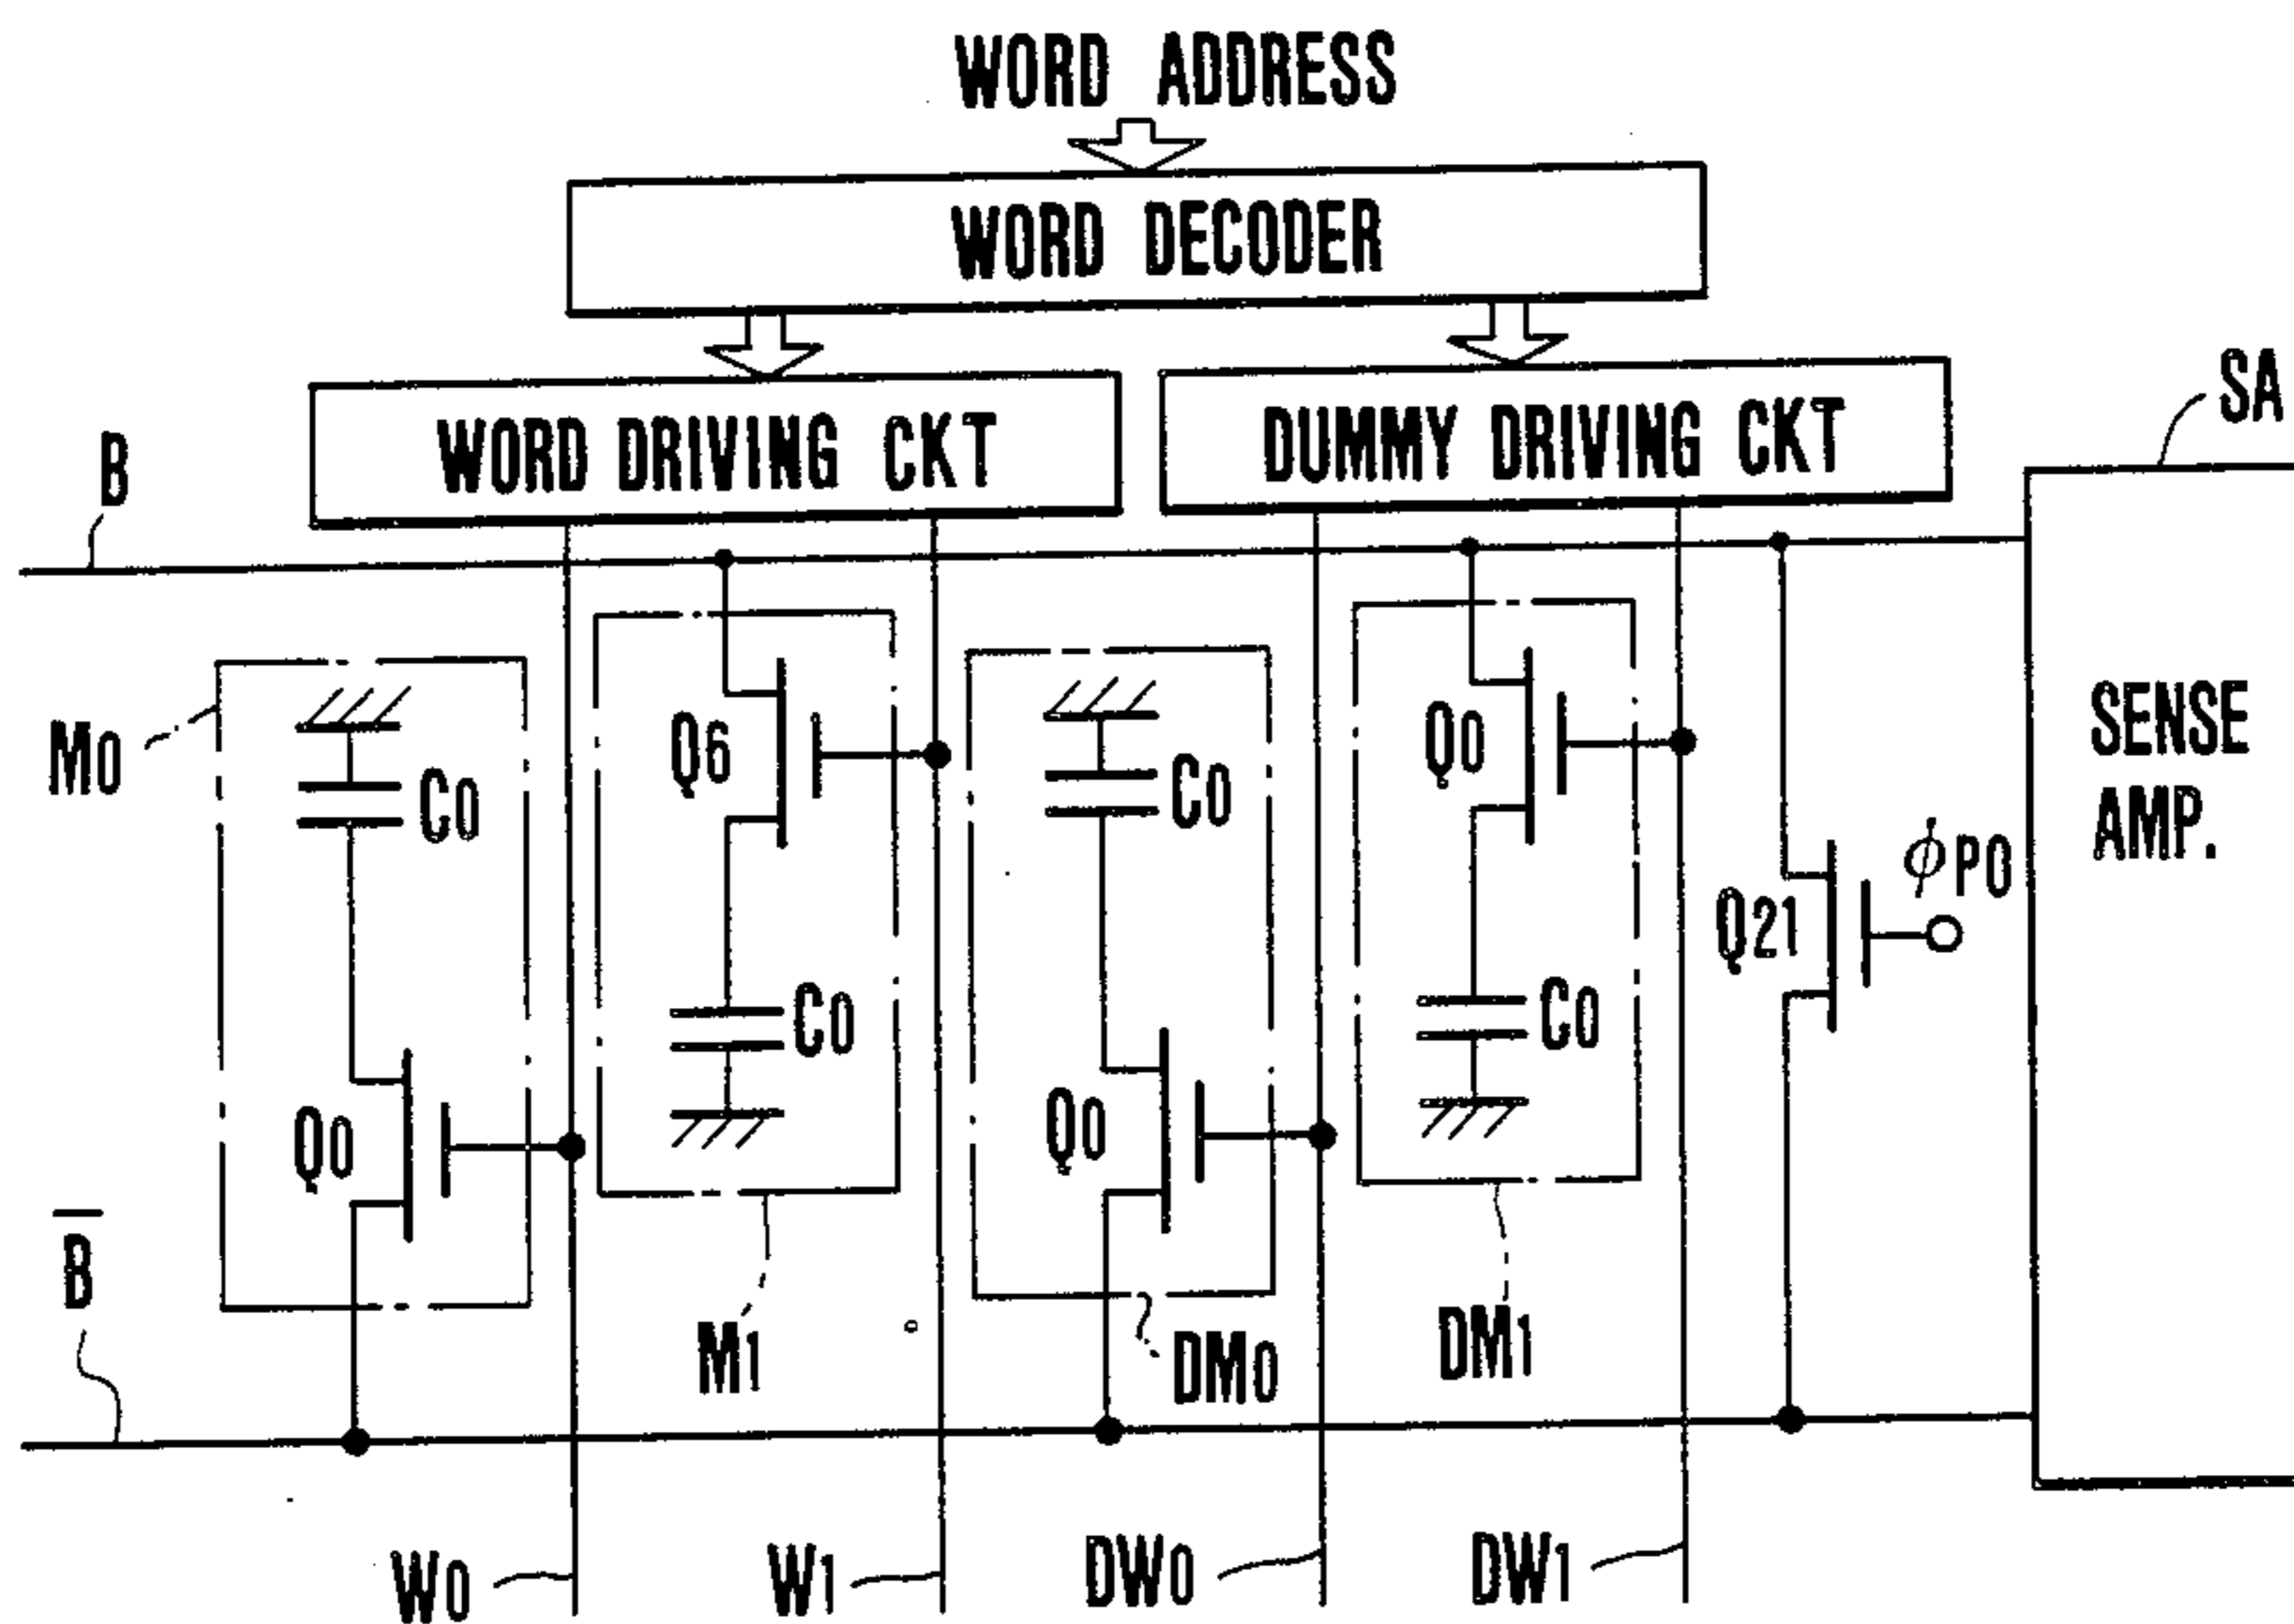 WORD ADDRESS
WORD DECODER
WORD DRIVING CKT
DUMMY DRIVING CKT
SA
B
SENSE
AMP.
M0
C0
Q6
C0
Q0
ϕP0
Q21
C0
C0
Q0
Q0
B̅
M1
DM0
DM1
W0
W1
DW0
DW1